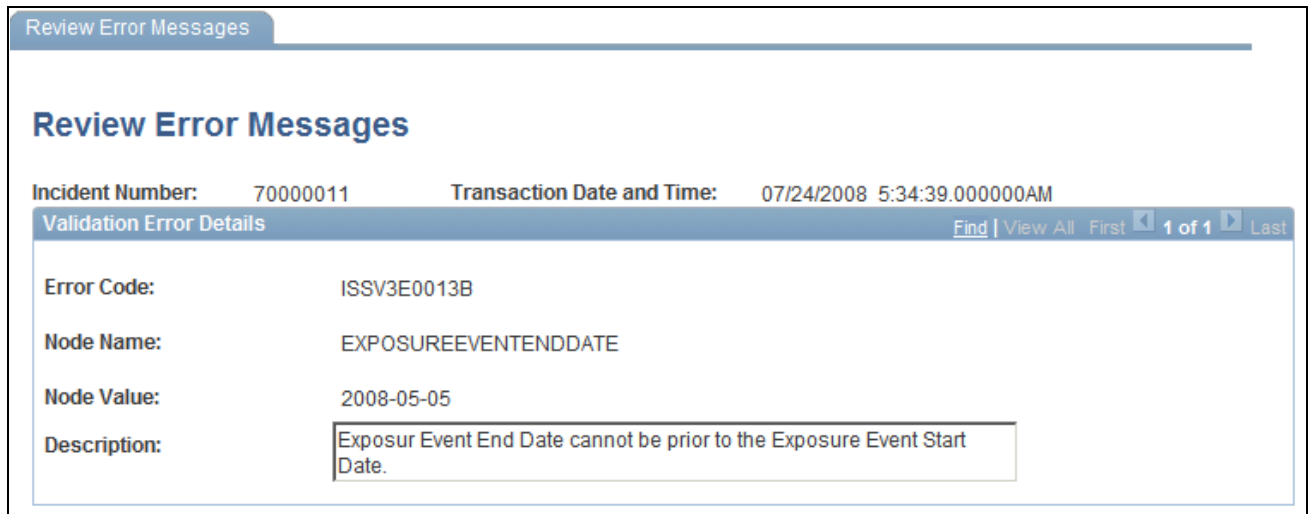 Review Error Messages
Review Error Messages
Incident Number: 70000011 Transaction Date and Time: 07/24/2008 5:34:39.000000AM
Validation Error Details Find | View All First 1 of 1 Last
Error Code: ISSV3E0013B
Node Name: EXPOSUREEVENTENDDATE
Node Value: 2008-05-05
Description: Exposur Event End Date cannot be prior to the Exposure Event Start
Date.